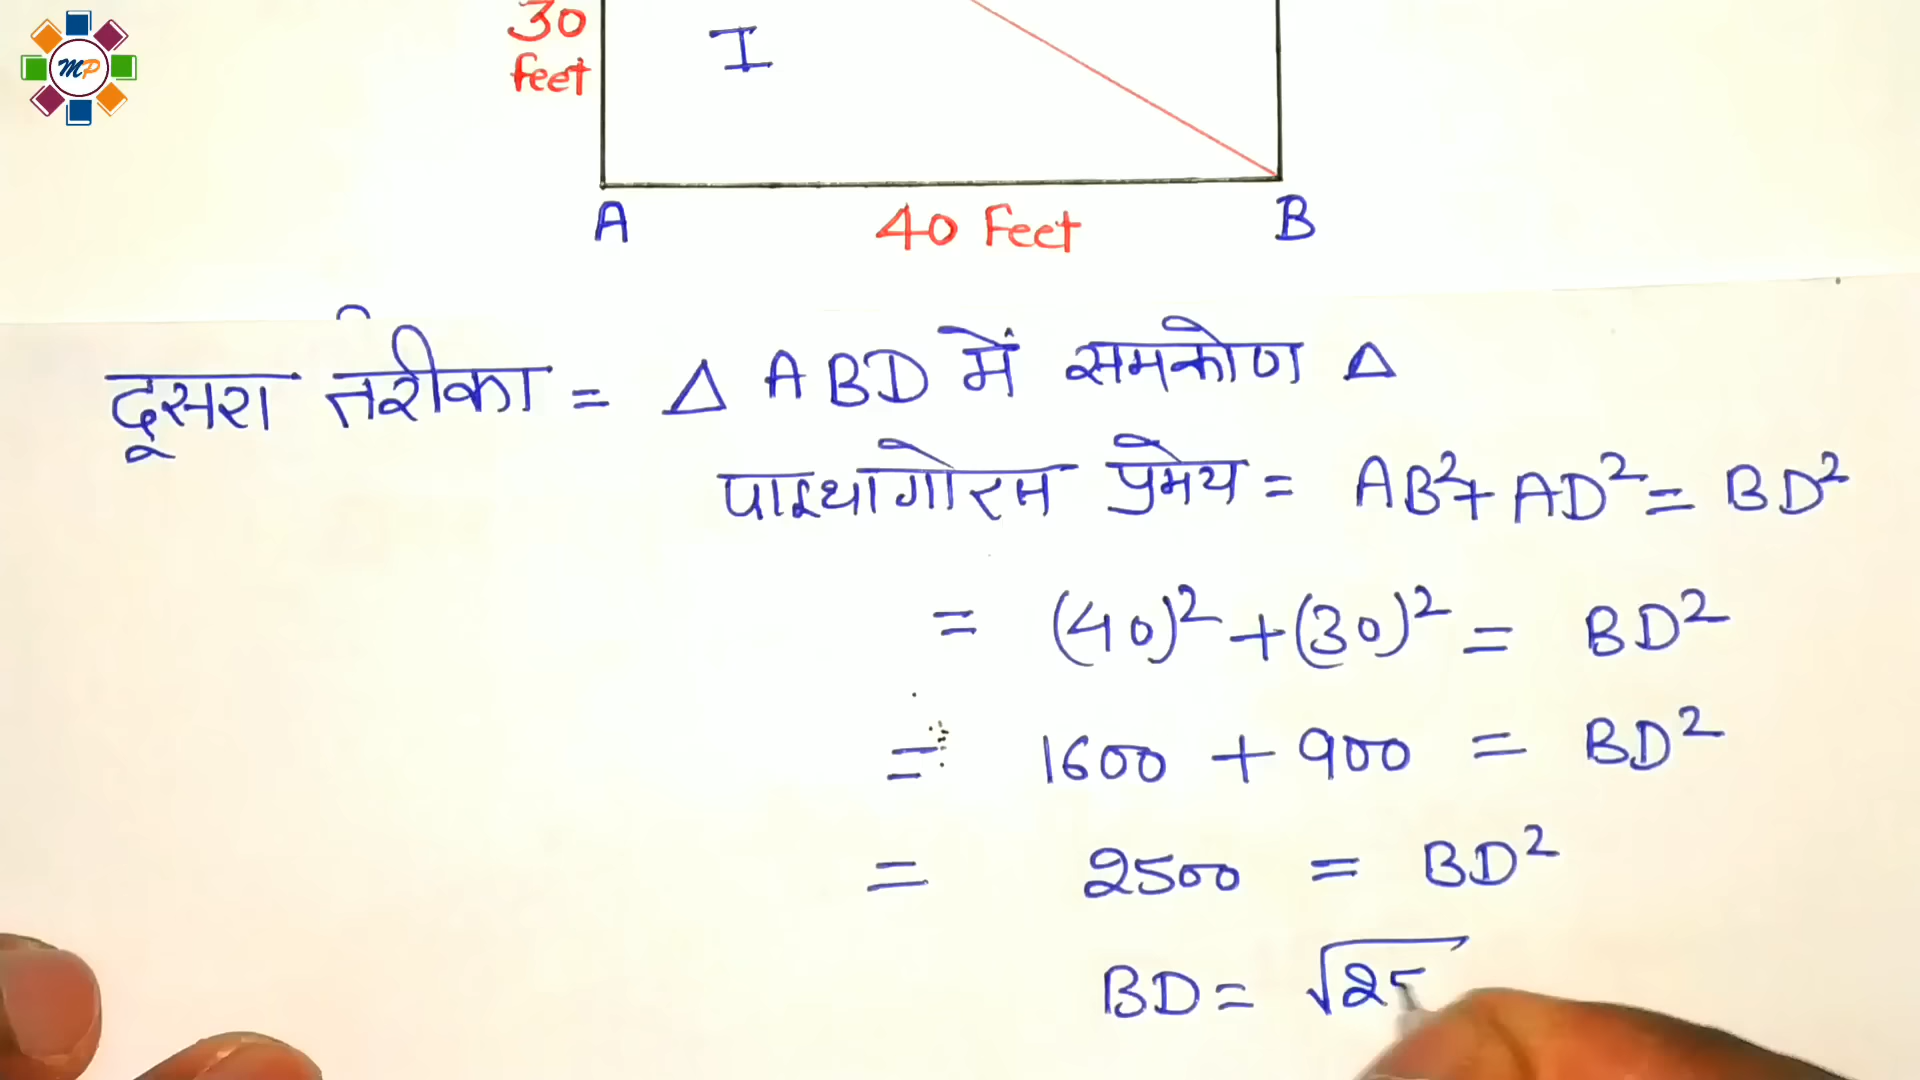 MP
30
feet
I
A
40 Feet
B
दूसरा तरीका = Δ ABD में समकोण Δ
पाइथागोरस प्रमेय = AB²+ AD² = BD²
= (40)² + (30)² = BD²
= 1600 + 900 = BD²
= 2500 = BD²
BD = √25